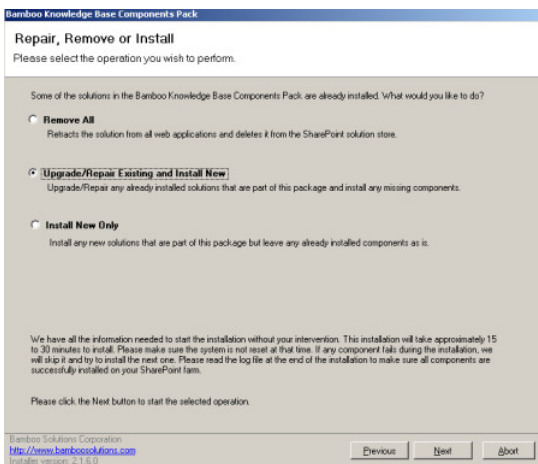 Bamboo Knowledge Base Components Pack
Repair, Remove or Install
Please select the operation you wish to perform.
Some of the solutions in the Bamboo Knowledge Base Components Pack are already installed. What would you like to do?
Remove All
Retracts the solution from all web applications and deletes it from the SharePoint solution store.
Upgrade/Repair Existing and Install New
Upgrade/Repair any already installed solutions that are part of this package and install any missing components.
Install New Only
Install any new solutions that are part of this package but leave any already installed components as is.
We have all the information needed to start the installation without your intervention. This installation will take approximately 15
to 30 minutes to install. Please make sure the system is not reset at that time. If any component fails during the installation, we
will skip it and try to install the next one. Please read the log file at the end of the installation to make sure all components are
successfully installed on your SharePoint farm.
Please click the Next button to start the selected operation.
Bamboo Solutions Corporation
http://www.bamboosolutions.com
Installer version: 2.1.6.0
Previous Next Abort